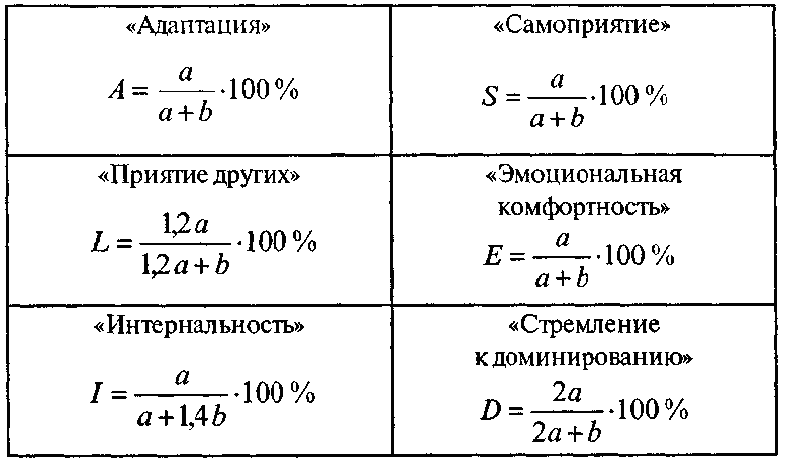 «Адаптация»
A = a / a + b · 100 %
«Самоприятие»
S = a / a + b · 100 %
«Приятие других»
L = 1,2a / 1,2a + b · 100 %
«Эмоциональная
комфортность»
E = a / a + b · 100 %
«Интернальность»
I = a / a + 1,4b · 100 %
«Стремление
к доминированию»
D = 2a / 2a + b · 100 %